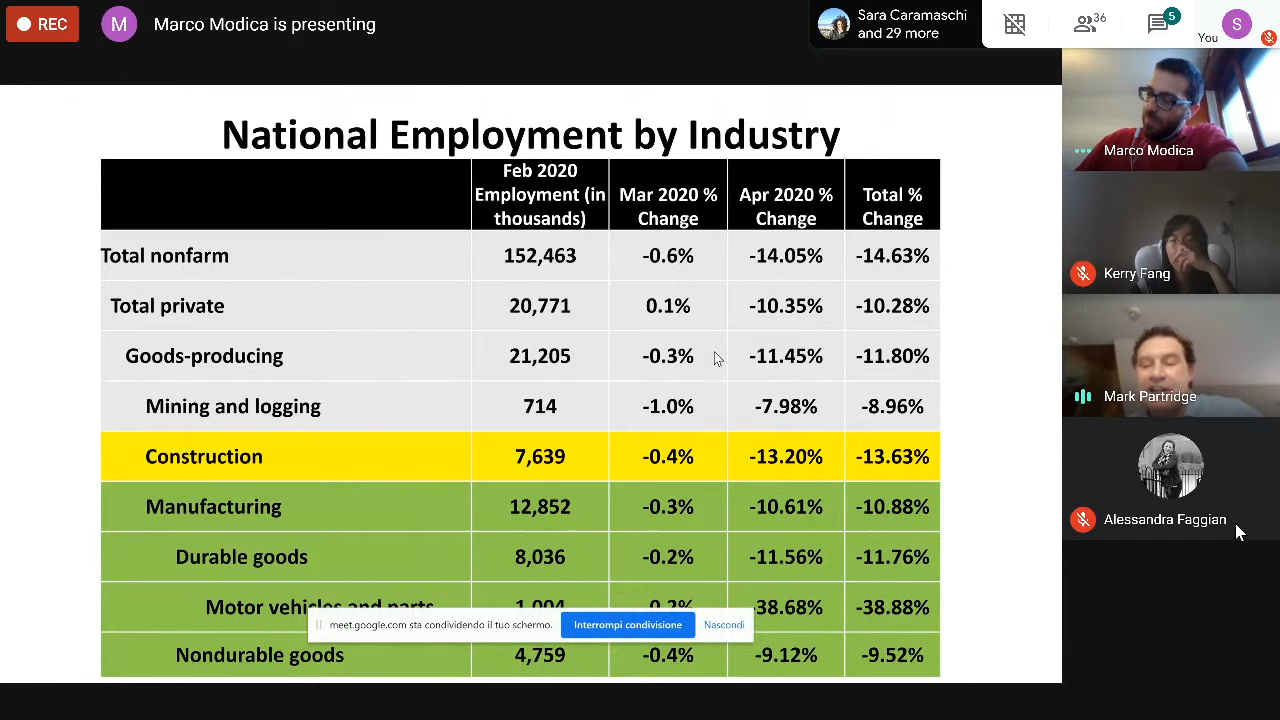 REC
M
Marco Modica is presenting
Sara Caramaschi
and 29 more
36
5
You
S
National Employment by Industry
Feb 2020 Employment (in thousands) Mar 2020 % Change Apr 2020 % Change Total % Change
Total nonfarm 152,463 -0.6% -14.05% -14.63%
Total private 20,771 0.1% -10.35% -10.28%
Goods-producing 21,205 -0.3% -11.45% -11.80%
Mining and logging 714 -1.0% -7.98% -8.96%
Construction 7,639 -0.4% -13.20% -13.63%
Manufacturing 12,852 -0.3% -10.61% -10.88%
Durable goods 8,036 -0.2% -11.56% -11.76%
Motor vehicles and parts 1,004 0.2% -38.68% -38.88%
meet.google.com sta condividendo il tuo schermo. Interrompi condivisione Nascondi
Nondurable goods 4,759 -0.4% -9.12% -9.52%
Marco Modica
Kerry Fang
Mark Partridge
Alessandra Faggian